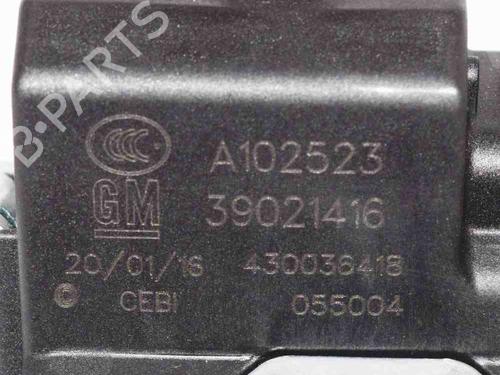 B-PARTS
CCC A102523
GM 39021416
20/01/16 430036418
© CEBI 055004